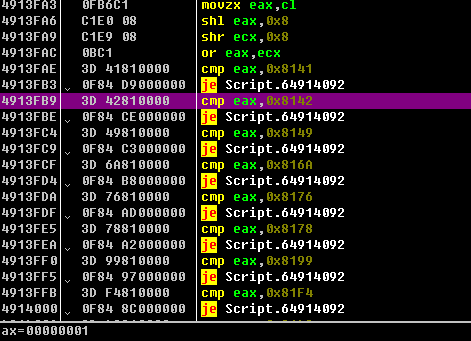 4913FA3 0FB6C1 movzx eax,cl
4913FA6 C1E0 08 shl eax,0x8
4913FA9 C1E9 08 shr ecx,0x8
4913FAC 0BC1 or eax,ecx
4913FAE 3D 41810000 cmp eax,0x8141
4913FB3 0F84 D9000000 je Script.64914092
4913FB9 3D 42810000 cmp eax,0x8142
4913FBE 0F84 CE000000 je Script.64914092
4913FC4 3D 49810000 cmp eax,0x8149
4913FC9 0F84 C3000000 je Script.64914092
4913FCF 3D 6A810000 cmp eax,0x816A
4913FD4 0F84 B8000000 je Script.64914092
4913FDA 3D 76810000 cmp eax,0x8176
4913FDF 0F84 AD000000 je Script.64914092
4913FE5 3D 78810000 cmp eax,0x8178
4913FEA 0F84 A2000000 je Script.64914092
4913FF0 3D 99810000 cmp eax,0x8199
4913FF5 0F84 97000000 je Script.64914092
4913FFB 3D F4810000 cmp eax,0x81F4
4914000 0F84 8C000000 je Script.64914092
ax=00000001